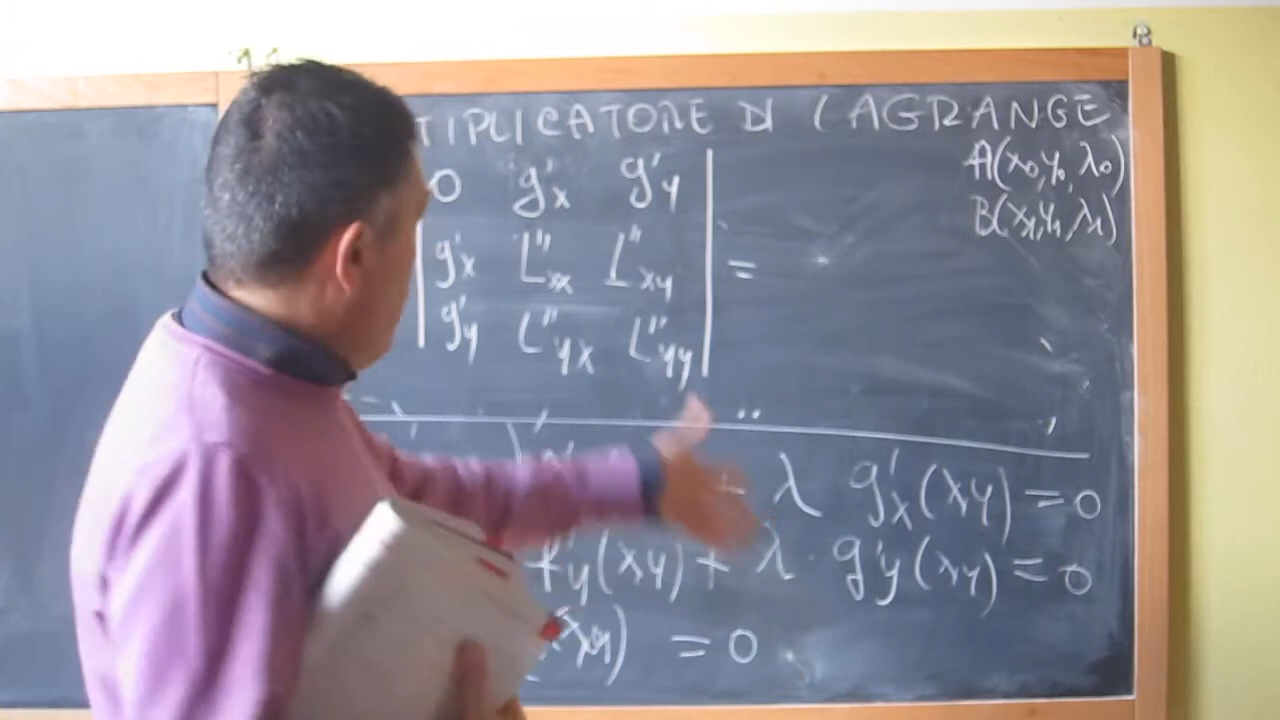 TIPLICATORE DI LAGRANGE
A(x₀,y₀,λ₀)
B(x₁,y₁,λ₁)
0 g'x g'y
g'x L''xx L''xy =
g'y L''yx L''yy
+ λ g'x(xy) = 0
f'y(xy) + λ · g'y(xy) = 0
= 0